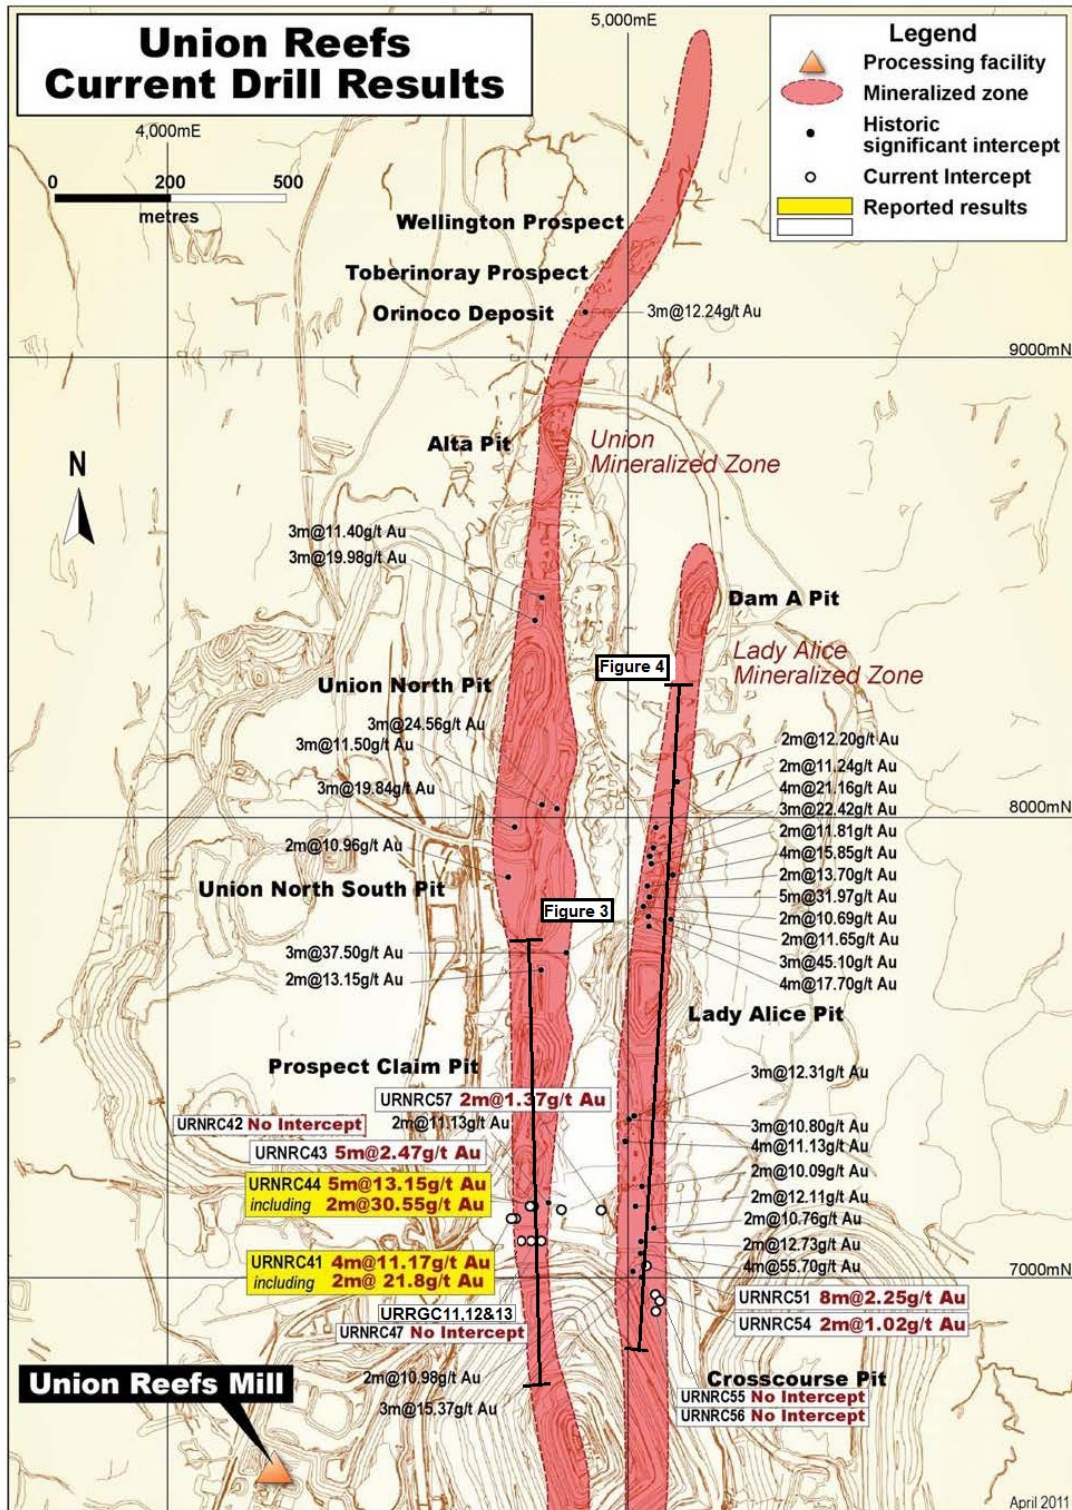 Union Reefs
Current Drill Results
5,000mE
4,000mE
0 200 500
metres
Legend
Processing facility
Mineralized zone
Historic
significant intercept
Current Intercept
Reported results
Wellington Prospect
Toberinoray Prospect
Orinoco Deposit
3m@12.24g/t Au
9000mN
Alta Pit
Union
Mineralized Zone
N
3m@11.40g/t Au
3m@19.98g/t Au
Dam A Pit
Lady Alice
Mineralized Zone
Figure 4
Union North Pit
3m@24.56g/t Au
3m@11.50g/t Au
3m@19.84g/t Au
2m@10.96g/t Au
Union North South Pit
2m@12.20g/t Au
2m@11.24g/t Au
4m@21.16g/t Au
3m@22.42g/t Au
8000mN
2m@11.81g/t Au
4m@15.85g/t Au
2m@13.70g/t Au
5m@31.97g/t Au
2m@10.69g/t Au
2m@11.65g/t Au
3m@45.10g/t Au
4m@17.70g/t Au
Figure 3
3m@37.50g/t Au
2m@13.15g/t Au
Lady Alice Pit
Prospect Claim Pit
URNRC57 2m@1.37g/t Au
URNRC42 No Intercept
2m@11.13g/t Au
URNRC43 5m@2.47g/t Au
URNRC44 5m@13.15g/t Au
including 2m@30.55g/t Au
URNRC41 4m@11.17g/t Au
including 2m@ 21.8g/t Au
URRGC11,12&13
URNRC47 No Intercept
3m@12.31g/t Au
3m@10.80g/t Au
4m@11.13g/t Au
2m@10.09g/t Au
2m@12.11g/t Au
2m@10.76g/t Au
2m@12.73g/t Au
4m@55.70g/t Au
7000mN
URNRC51 8m@2.25g/t Au
URNRC54 2m@1.02g/t Au
Union Reefs Mill
2m@10.98g/t Au
3m@15.37g/t Au
Crosscourse Pit
URNRC55 No Intercept
URNRC56 No Intercept
April 2011